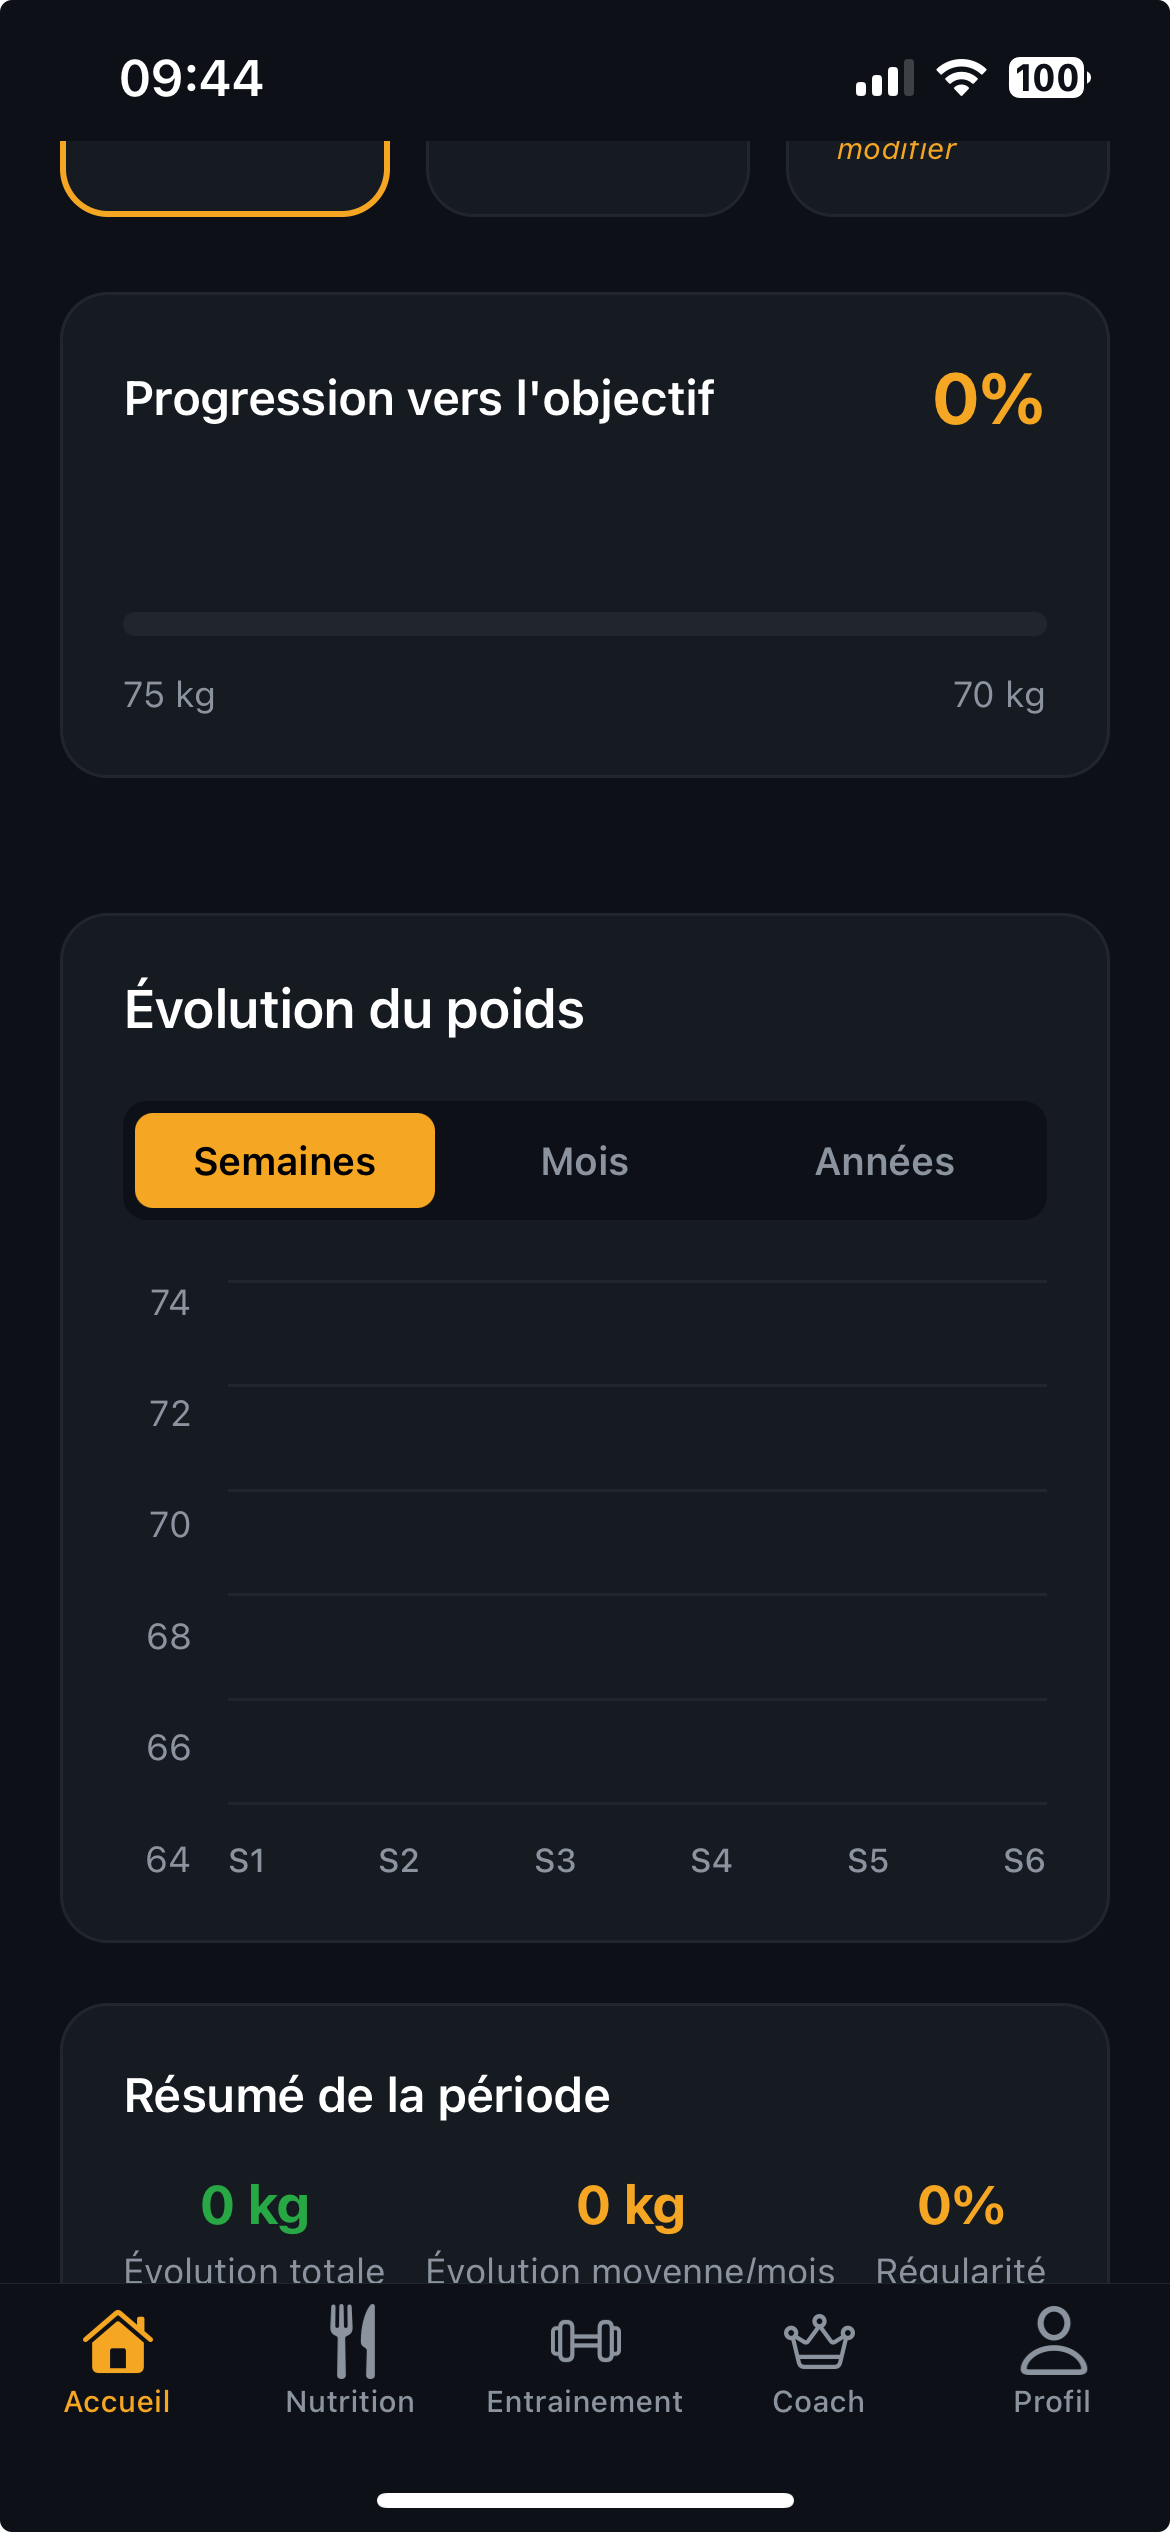 09:44
100
modifier
Progression vers l'objectif
0%
75 kg
70 kg
Évolution du poids
Semaines
Mois
Années
74
72
70
68
66
64
S1
S2
S3
S4
S5
S6
Résumé de la période
0 kg
0 kg
0%
Évolution totale
Évolution moyenne/mois
Régularité
Accueil
Nutrition
Entrainement
Coach
Profil